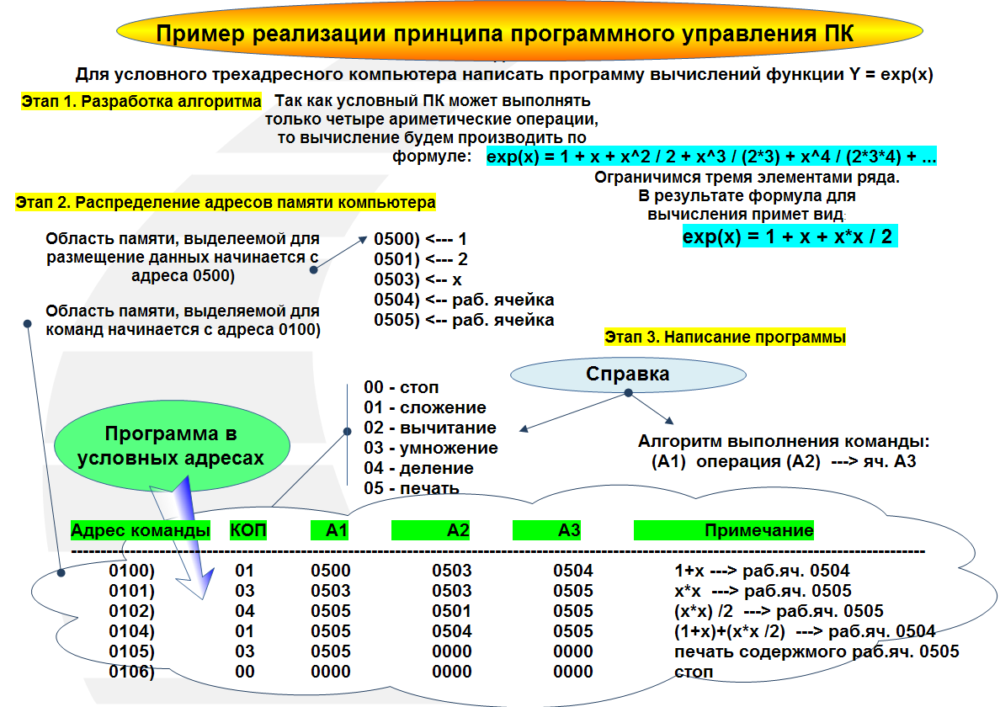 Пример реализации принципа программного управления ПК
Для условного трехадресного компьютера написать программу вычислений функции Y = exp(x)
Этап 1. Разработка алгоритма
Так как условный ПК может выполнять
только четыре ариметические операции,
то вычисление будем производить по
формуле: exp(x) = 1 + x + x^2 / 2 + x^3 / (2*3) + x^4 / (2*3*4) + ...
Ограничимся тремя элементами ряда.
В результате формула для
вычисления примет вид:
exp(x) = 1 + x + x*x / 2
Этап 2. Распределение адресов памяти компьютера
Область памяти, выделеемой для
размещение данных начинается с
адреса 0500)
0500) <--- 1
0501) <--- 2
0503) <-- x
0504) <-- раб. ячейка
0505) <-- раб. ячейка
Область памяти, выделяемой для
команд начинается с адреса 0100)
Этап 3. Написание программы
Справка
00 - стоп
01 - сложение
02 - вычитание
03 - умножение
04 - деление
05 - печать
Алгоритм выполнения команды:
(А1) операция (А2) ---> яч. А3
Программа в
условных адресах
Адрес команды КОП А1 А2 А3 Примечание
--------------------------------------------------------------------------------
0100) 01 0500 0503 0504 1+x ---> раб.яч. 0504
0101) 03 0503 0503 0505 x*x ---> раб.яч. 0505
0102) 04 0505 0501 0505 (x*x) /2 ---> раб.яч. 0505
0104) 01 0505 0504 0505 (1+x)+(x*x /2) ---> раб.яч. 0504
0105) 03 0505 0000 0000 печать содержмого раб.яч. 0505
0106) 00 0000 0000 0000 стоп